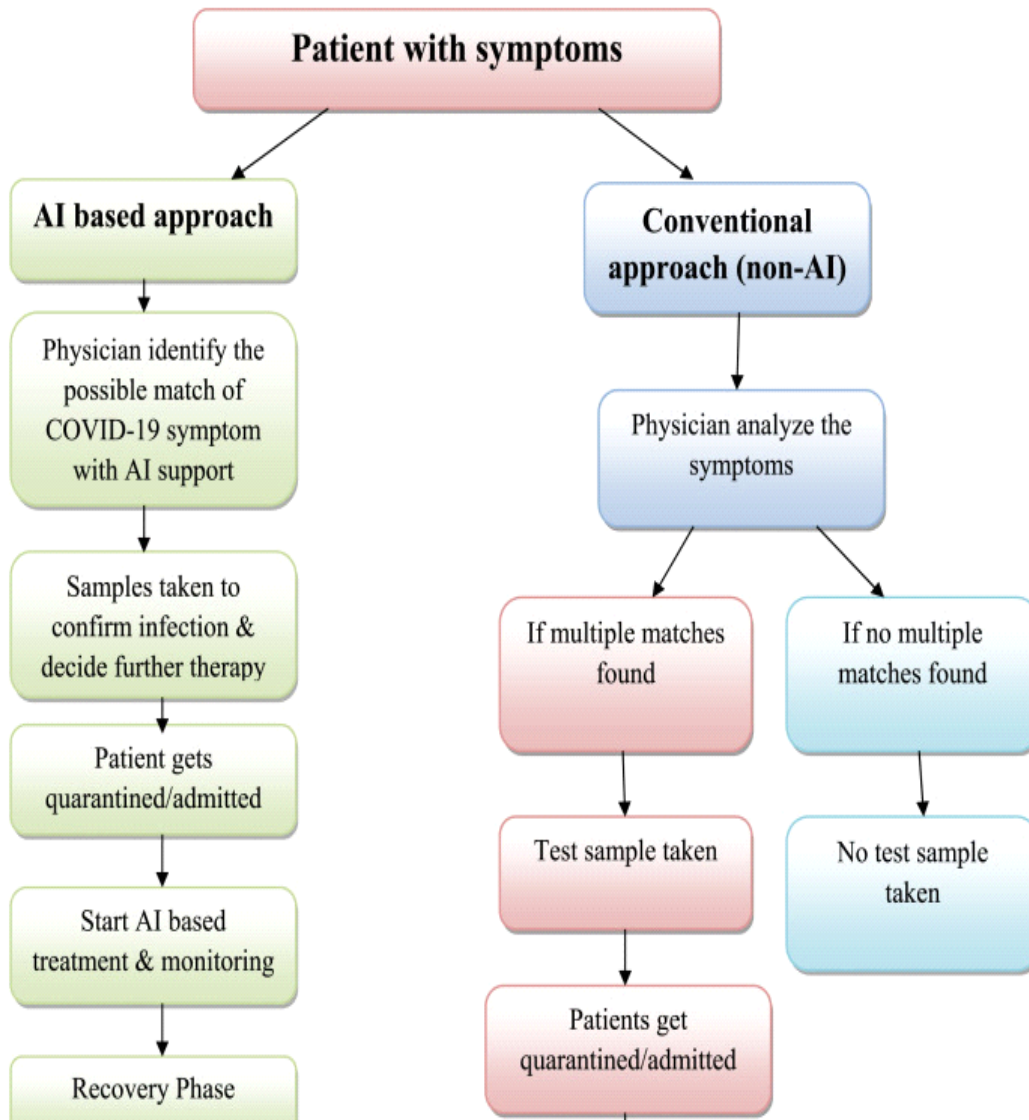 Patient with symptoms
AI based approach
Conventional
approach (non-AI)
Physician identify the
possible match of
COVID-19 symptom
with AI support
Physician analyze the
symptoms
Samples taken to
confirm infection &
decide further therapy
If multiple matches
found
If no multiple
matches found
Patient gets
quarantined/admitted
Test sample taken
No test sample
taken
Start AI based
treatment & monitoring
Patients get
quarantined/admitted
Recovery Phase